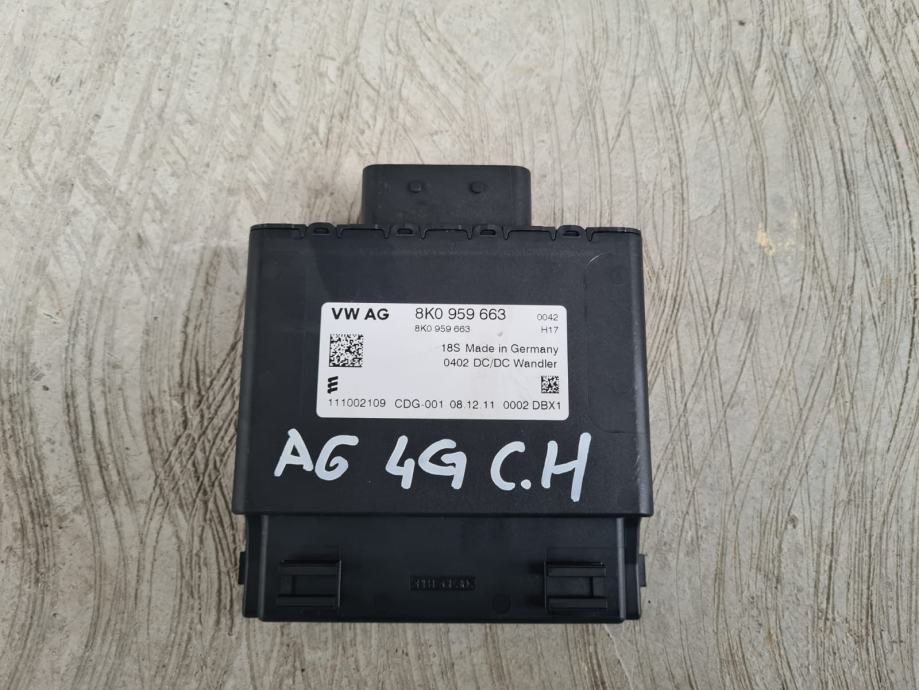 VW AG 8K0 959 663 0042
8K0 959 663 H17
18S Made in Germany
0402 DC/DC Wandler
111002109 CDG-001 08.12.11 0002 DBX1
A6 4G C.H